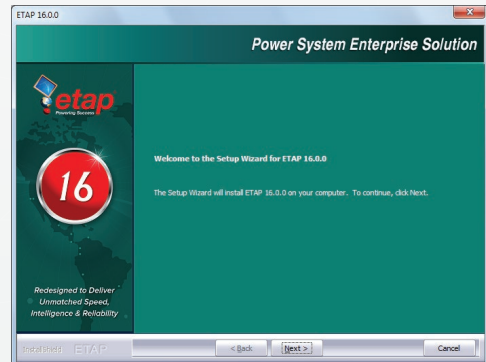 ETAP 16.0.0
Power System Enterprise Solution
etap
Powering Success
16
Welcome to the Setup Wizard for ETAP 16.0.0
The Setup Wizard will install ETAP 16.0.0 on your computer. To continue, click Next.
Redesigned to Deliver
Unmatched Speed,
Intelligence & Reliability
InstallShield ETAP
< Back
Next >
Cancel